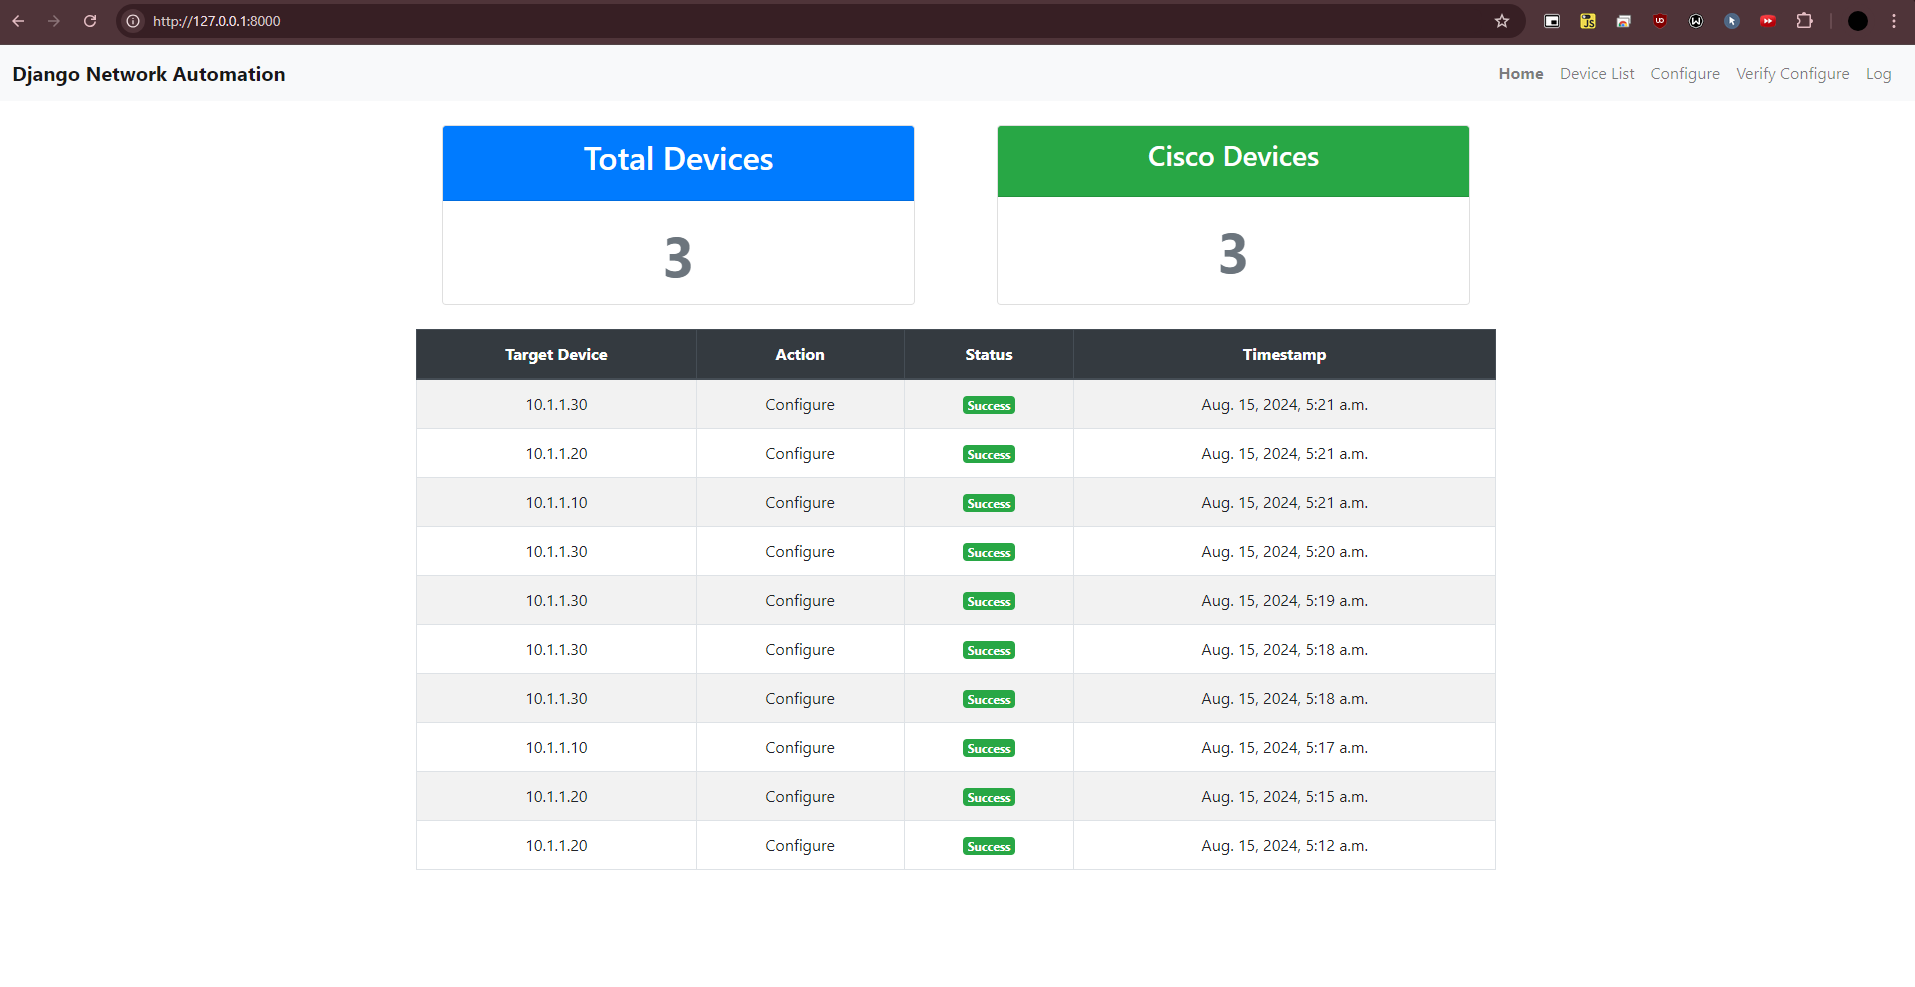 http://127.0.0.1:8000
Django Network Automation
Home Device List Configure Verify Configure Log
Total Devices
Cisco Devices
3
3
Target Device Action Status Timestamp
10.1.1.30 Configure Success Aug. 15, 2024, 5:21 a.m.
10.1.1.20 Configure Success Aug. 15, 2024, 5:21 a.m.
10.1.1.10 Configure Success Aug. 15, 2024, 5:21 a.m.
10.1.1.30 Configure Success Aug. 15, 2024, 5:20 a.m.
10.1.1.30 Configure Success Aug. 15, 2024, 5:19 a.m.
10.1.1.30 Configure Success Aug. 15, 2024, 5:18 a.m.
10.1.1.30 Configure Success Aug. 15, 2024, 5:18 a.m.
10.1.1.10 Configure Success Aug. 15, 2024, 5:17 a.m.
10.1.1.20 Configure Success Aug. 15, 2024, 5:15 a.m.
10.1.1.20 Configure Success Aug. 15, 2024, 5:12 a.m.